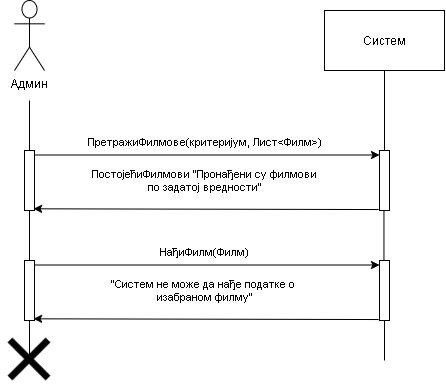 Админ
Систем
ПретражиФилмове(критеријум, Лист<Филм>)
ПостојећиФилмови "Пронађени су филмови
по задатој вредности"
НађиФилм(Филм)
"Систем не може да нађе податке о
изабраном филму"